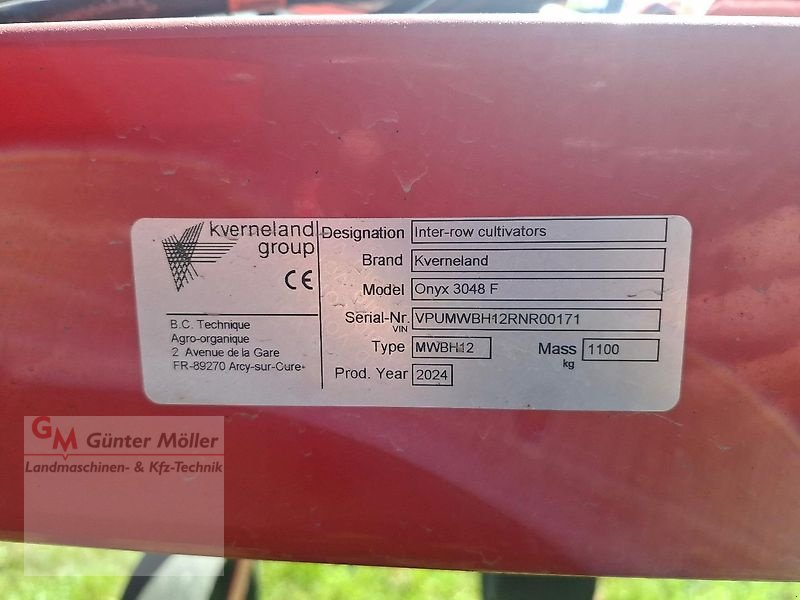 kverneland
group
CE
B.C. Technique
Agro-organique
2 Avenue de la Gare
FR-89270 Arcy-sur-Cure
Designation Inter-row cultivators
Brand Kverneland
Model Onyx 3048 F
Serial-Nr. VPUMWBH12RNR00171
VIN
Type MWBH12 Mass 1100
kg
Prod. Year 2024
GM Günter Möller
Landmaschinen- & Kfz-Technik